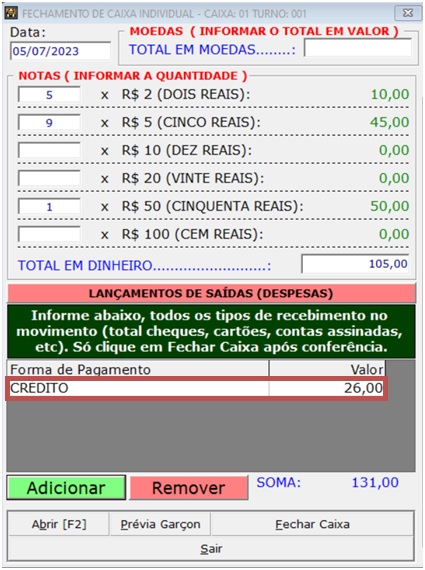 FECHAMENTO DE CAIXA INDIVIDUAL - CAIXA: 01 TURNO: 001
Data:
05/07/2023
MOEDAS ( INFORMAR O TOTAL EM VALOR )
TOTAL EM MOEDAS........:
NOTAS ( INFORMAR A QUANTIDADE )
5 x R$ 2 (DOIS REAIS): 10,00
9 x R$ 5 (CINCO REAIS): 45,00
x R$ 10 (DEZ REAIS): 0,00
x R$ 20 (VINTE REAIS): 0,00
1 x R$ 50 (CINQUENTA REAIS): 50,00
x R$ 100 (CEM REAIS): 0,00
TOTAL EM DINHEIRO...........................: 105,00
LANÇAMENTOS DE SAÍDAS (DESPESAS)
Informe abaixo, todos os tipos de recebimento no
movimento (total cheques, cartões, contas assinadas,
etc). Só clique em Fechar Caixa após conferência.
Forma de Pagamento Valor
CREDITO 26,00
Adicionar Remover SOMA: 131,00
Abrir [F2] Prévia Garçon Fechar Caixa
Sair